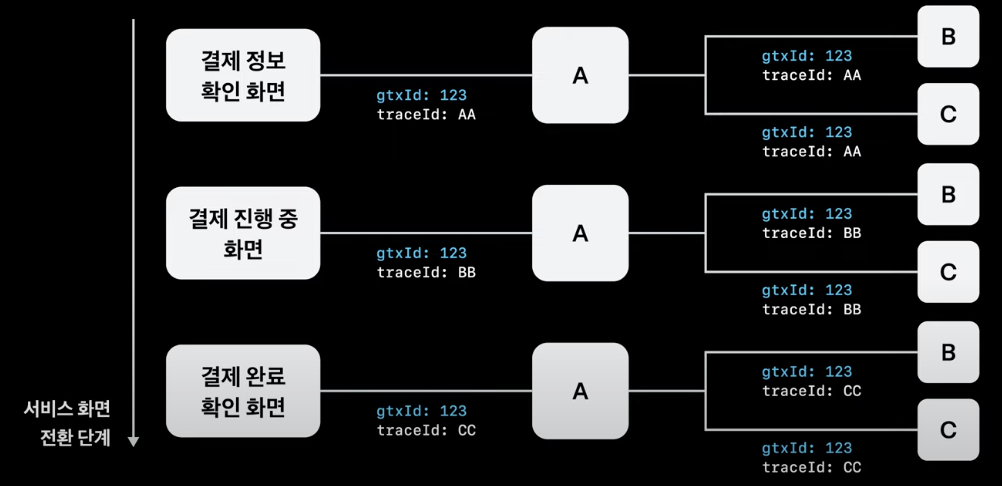 결제 정보
확인 화면
gtxId: 123
traceId: AA
A
gtxId: 123
traceId: AA
B
gtxId: 123
traceId: AA
C
결제 진행 중
화면
gtxId: 123
traceId: BB
A
gtxId: 123
traceId: BB
B
gtxId: 123
traceId: BB
C
결제 완료
확인 화면
gtxId: 123
traceId: CC
A
gtxId: 123
traceId: CC
B
gtxId: 123
traceId: CC
C
서비스 화면
전환 단계